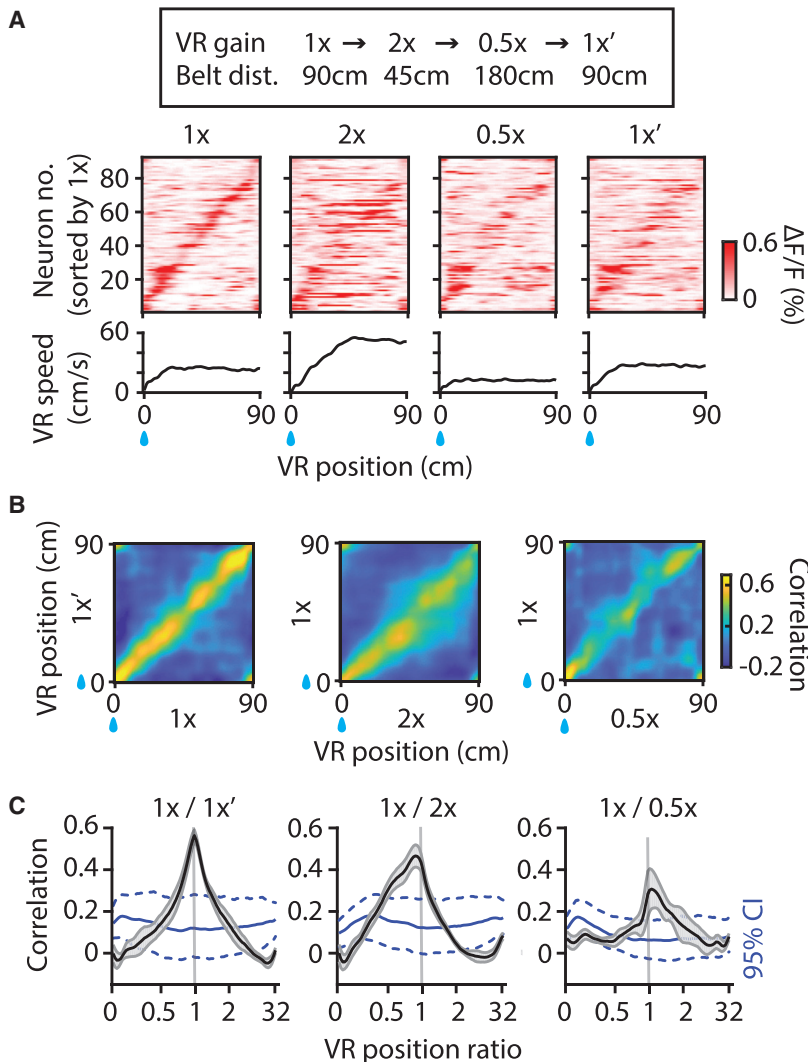 A
VR gain 1x → 2x → 0.5x → 1x’
Belt dist. 90cm 45cm 180cm 90cm
1x 2x 0.5x 1x’
Neuron no.
(sorted by 1x)
80
60
40
20
0.6
0
ΔF/F (%)
VR speed
(cm/s)
60
0
0 90 0 90 0 90 0 90
VR position (cm)
B
VR position (cm)
90
1x’
0
0 1x 90
90
1x
0
0 2x 90
90
1x
0
0 0.5x 90
0.6
0.2
-0.2
Correlation
VR position (cm)
C
1x / 1x’ 1x / 2x 1x / 0.5x
Correlation
0.6
0.4
0.2
0
0.6
0.4
0.2
0
0.6
0.4
0.2
0
95% CI
0 0.5 1 2 32 0 0.5 1 2 32 0 0.5 1 2 32
VR position ratio